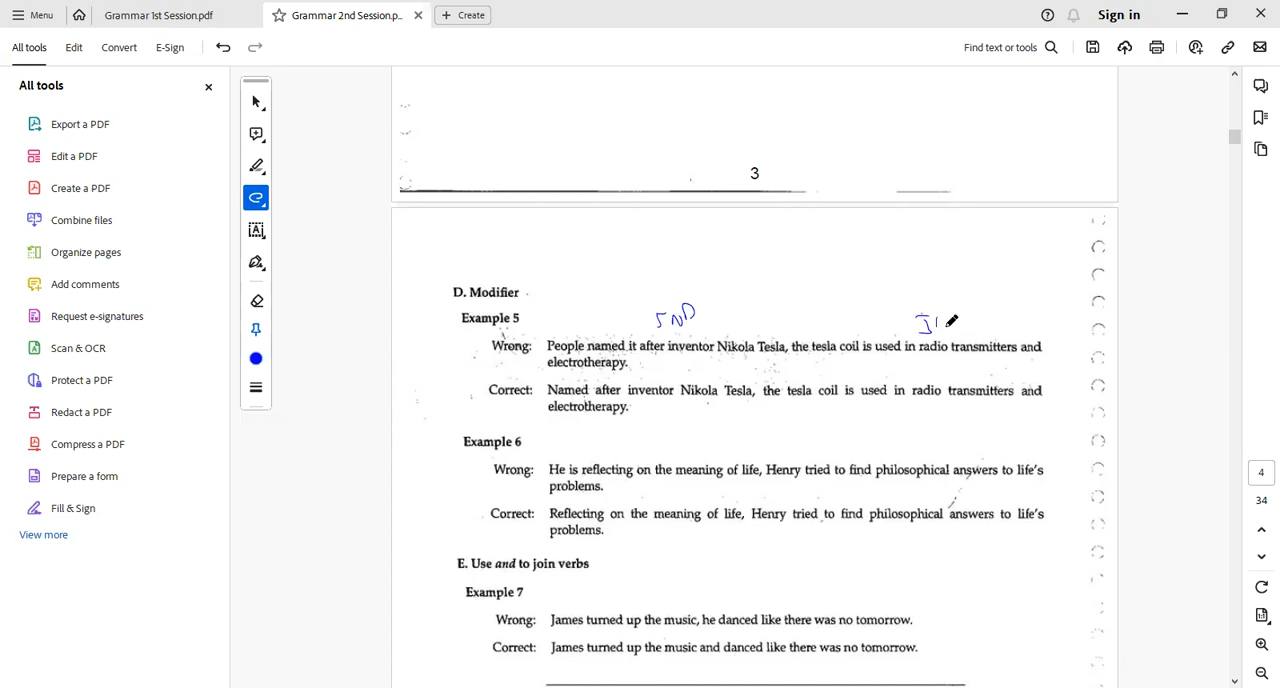 Menu Grammar 1st Session.pdf Grammar 2nd Session.p... Create Sign in
All tools Edit Convert E-Sign Find text or tools
All tools
Export a PDF
Edit a PDF
Create a PDF
Combine files
Organize pages
Add comments
Request e-signatures
Scan & OCR
Protect a PDF
Redact a PDF
Compress a PDF
Prepare a form
Fill & Sign
View more
3
D. Modifier
Example 5
IND
Wrong: People named it after inventor Nikola Tesla, the tesla coil is used in radio transmitters and
electrotherapy.
Correct: Named after inventor Nikola Tesla, the tesla coil is used in radio transmitters and
electrotherapy.
Example 6
Wrong: He is reflecting on the meaning of life, Henry tried to find philosophical answers to life's
problems.
Correct: Reflecting on the meaning of life, Henry tried to find philosophical answers to life's
problems.
E. Use and to join verbs
Example 7
Wrong: James turned up the music, he danced like there was no tomorrow.
Correct: James turned up the music and danced like there was no tomorrow.
4
34